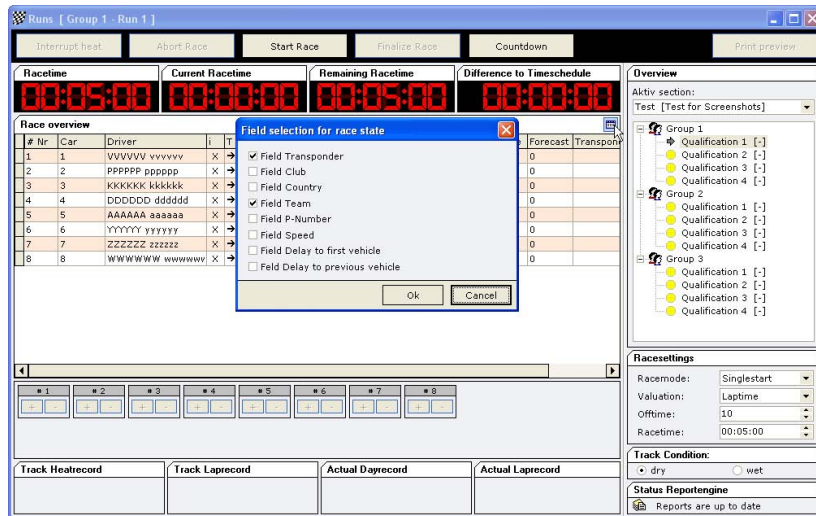 Runs [ Group 1 - Run 1 ]
Interrupt heat Abort Race Start Race Finalize Race Countdown Print preview
Racetime Current Racetime Remaining Racetime Difference to Timeschedule
00:05:00 00:00:00 00:05:00 00:00:00
Race overview
# Nr Car Driver i T Forecast Transpon
1 1 VVVVVV vvvvvv X 0
2 2 PPPPPP pppppp X 0
3 3 KKKKKK kkkkkk X 0
4 4 DDDDDD dddddd X 0
5 5 AAAAAA aaaaaa X 0
6 6 YYYYYY yyyyyy X 0
7 7 ZZZZZZ zzzzzz X 0
8 8 WWWWWW wwwwww X 0
Field selection for race state
Field Transponder
Field Club
Field Country
Field Team
Field P-Number
Field Speed
Feld Delay to first vehicle
Feld Delay to previous vehicle
Ok Cancel
# 1 # 2 # 3 # 4 # 5 # 6 # 7 # 8
+ - + - + - + - + - + - + - + -
Track Heatrecord Track Laprecord Actual Dayrecord Actual Laprecord
Overview
Aktiv section:
Test [Test for Screenshots]
Group 1
Qualification 1 [-]
Qualification 2 [-]
Qualification 3 [-]
Qualification 4 [-]
Group 2
Qualification 1 [-]
Qualification 2 [-]
Qualification 3 [-]
Qualification 4 [-]
Group 3
Qualification 1 [-]
Qualification 2 [-]
Qualification 3 [-]
Qualification 4 [-]
Racesettings
Racemode: Singlestart
Valuation: Laptime
Offtime: 10
Racetime: 00:05:00
Track Condition:
dry wet
Status Reportengine
Reports are up to date